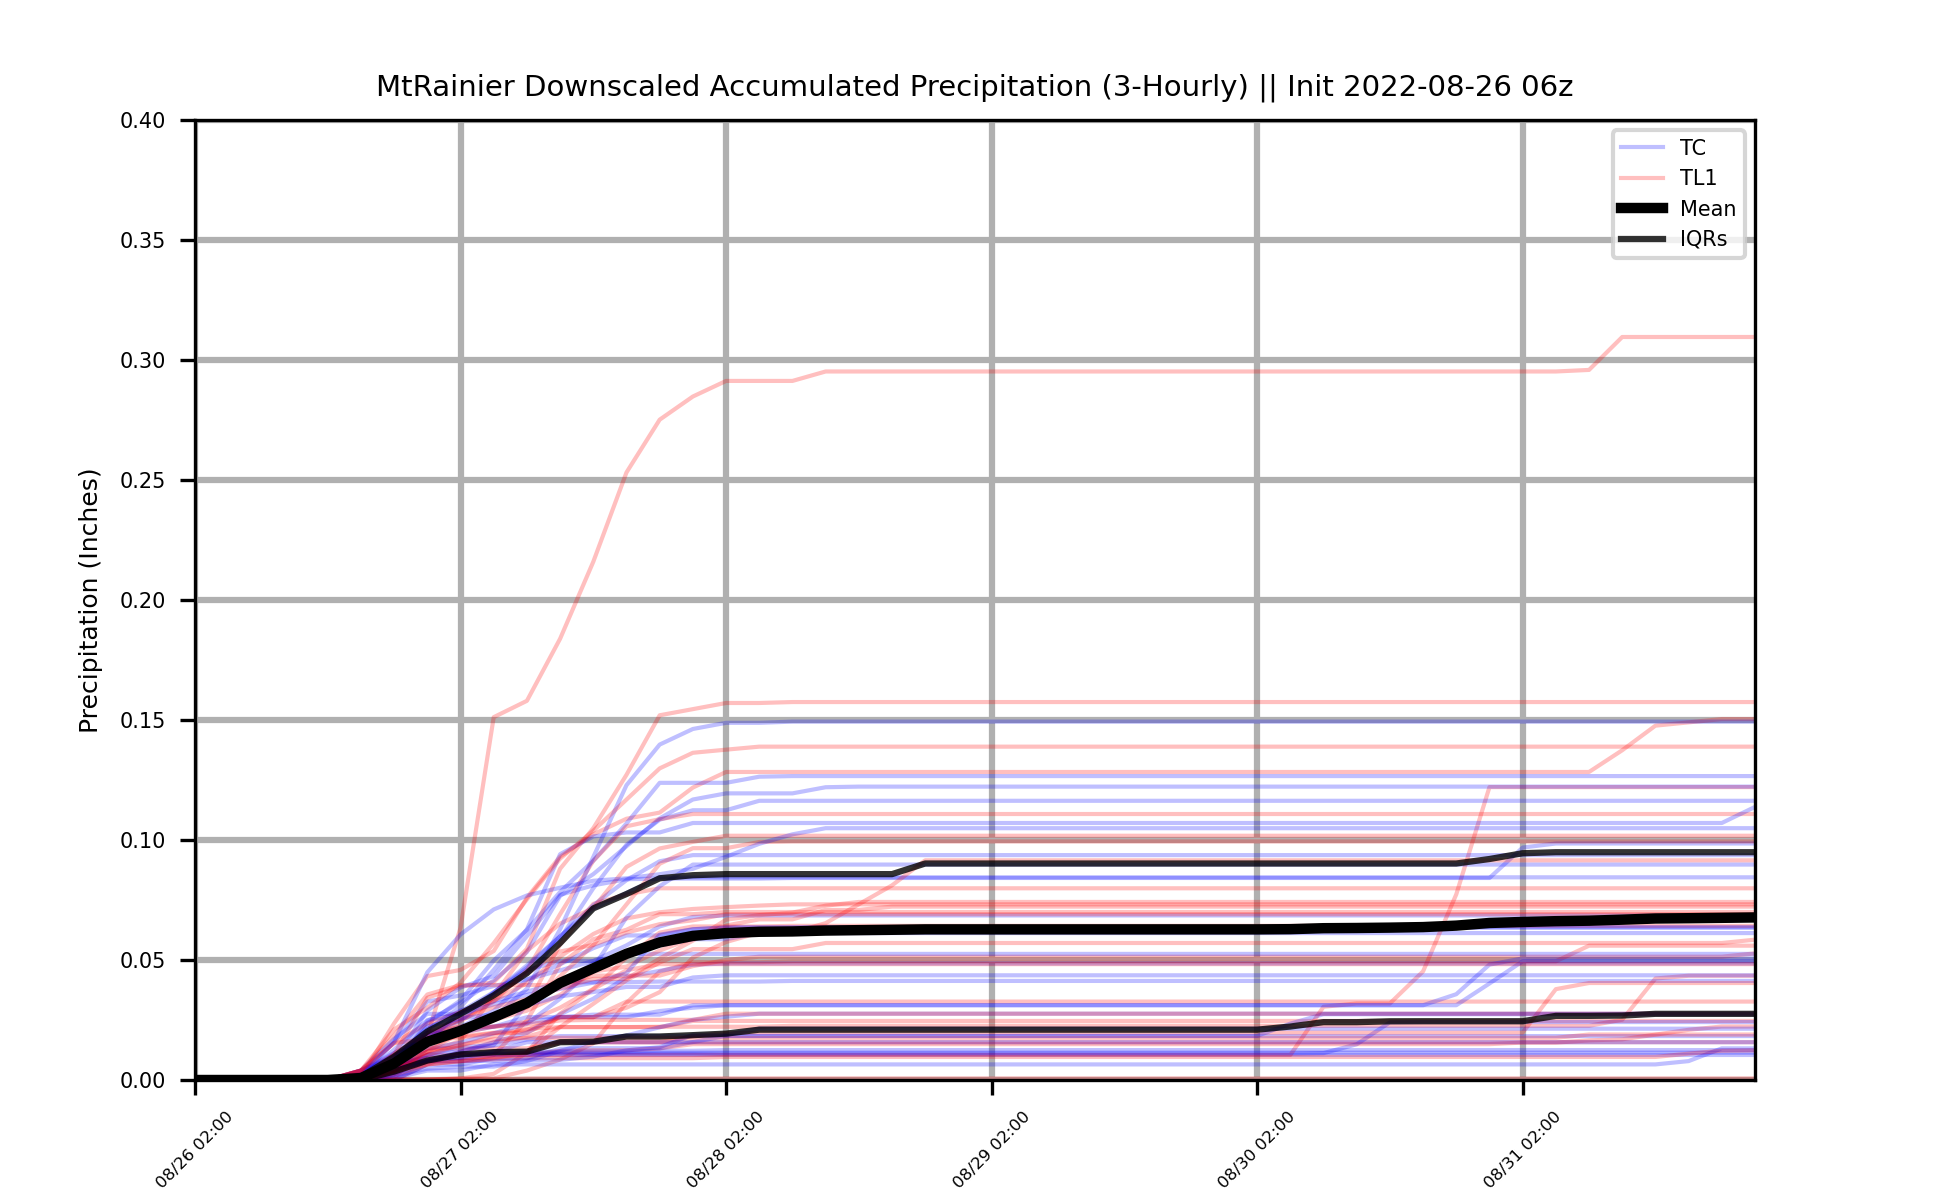 MtRainier Downscaled Accumulated Precipitation (3-Hourly) || Init 2022-08-26 06z
Precipitation (Inches)
0.40
0.35
0.30
0.25
0.20
0.15
0.10
0.05
0.00
TC
TL1
Mean
IQRs
08/26 02:00
08/27 02:00
08/28 02:00
08/29 02:00
08/30 02:00
08/31 02:00